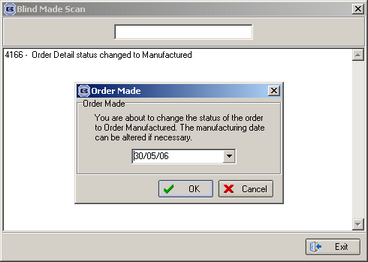 Blind Made Scan
4166 - Order Detail status changed to Manufactured
Order Made
Order Made
You are about to change the status of the order
to Order Manufactured. The manufacturing date
can be altered if necessary.
30/05/06
OK
Cancel
Exit